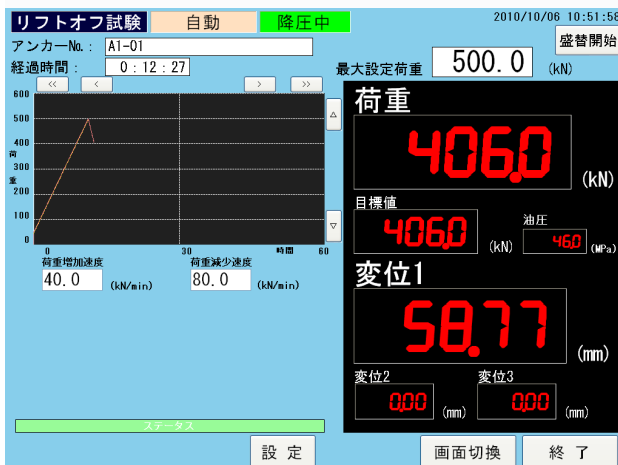 リフトオフ試験 自動 降圧中 2010/10/06 10:51:58
アンカーNo.: A1-01
盛替開始
経過時間: 0:12:27
最大設定荷重 500.0 (kN)
<< < > >>
600
500
400
300
200
100
0
荷重
0 30 時間 60
荷重増加速度 荷重減少速度
40.0 (kN/min) 80.0 (kN/min)
荷重
406.0 (kN)
目標値 油圧
406.0 (kN) 46.0 (MPa)
変位1
58.77 (mm)
変位2 変位3
0.00 (mm) 0.00 (mm)
ステータス
設 定 画面切換 終 了